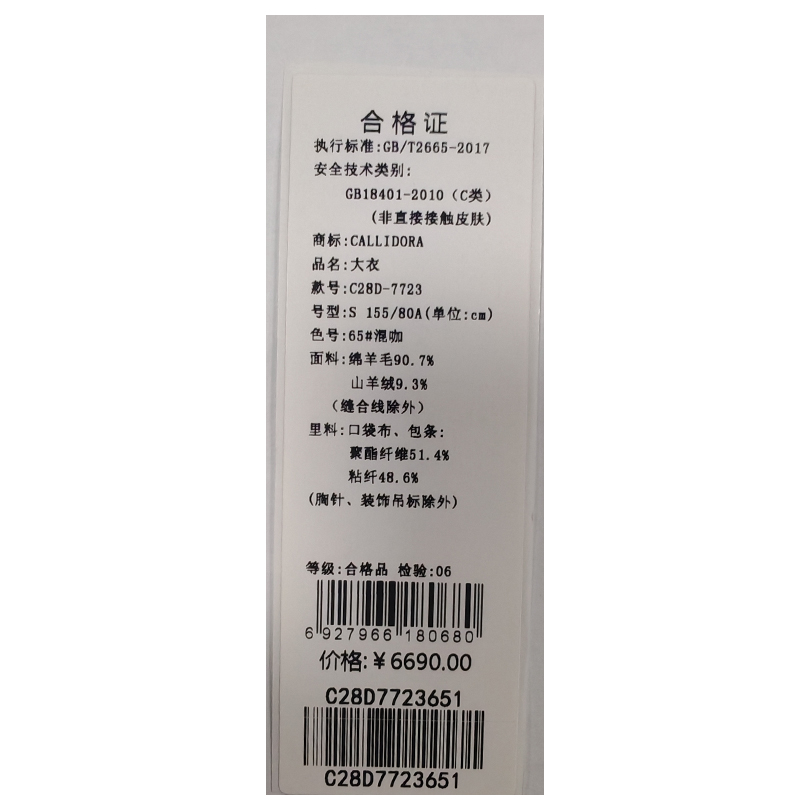 合格证
执行标准:GB/T2665-2017
安全技术类别:
GB18401-2010（C类）
(非直接接触皮肤)
商标:CALLIDORA
品名:大衣
款号:C28D-7723
号型:S 155/80A(单位:cm)
色号:65#混咖
面料:绵羊毛90.7%
山羊绒9.3%
（缝合线除外）
里料:口袋布、包条:
聚酯纤维51.4%
粘纤48.6%
(胸针、装饰吊标除外)
等级:合格品 检验:06
6 927966 180680
价格:￥6690.00
C28D7723651
C28D7723651